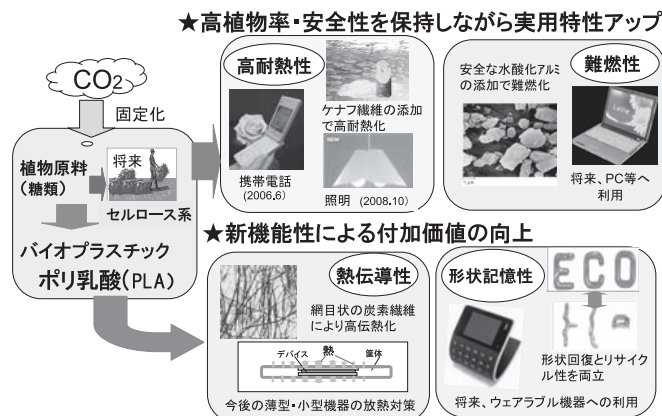 ★高植物率・安全性を保持しながら実用特性アップ
CO2
固定化
植物原料
(糖類)
将来
セルロース系
バイオプラスチック
ポリ乳酸(PLA)
高耐熱性
ケナフ繊維の添加
で高耐熱化
携帯電話
(2006.6)
照明 (2008.10)
難燃性
安全な水酸化アルミ
の添加で難燃化
将来、PC等へ
利用
★新機能性による付加価値の向上
熱伝導性
網目状の炭素繊維
により高伝熱化
デバイス
熱
筐体
今後の薄型・小型機器の放熱対策
形状記憶性
ECO
形状回復とリサイクル
性を両立
将来、ウェアラブル機器への利用